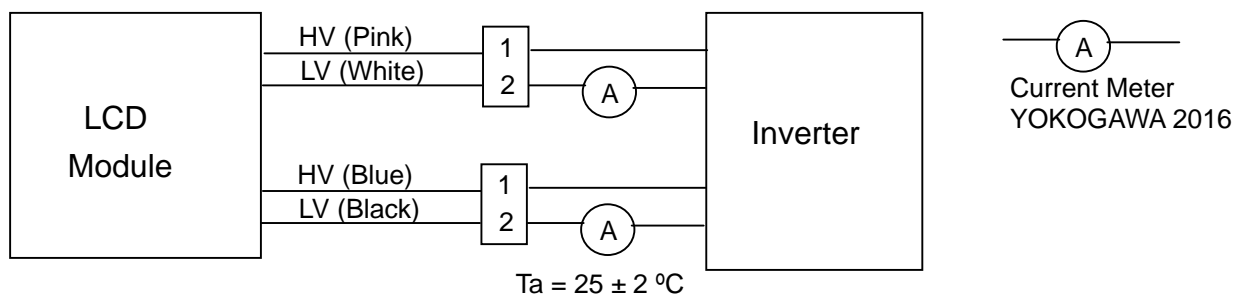 HV (Pink)
1
LV (White)
2
A
A
Current Meter
YOKOGAWA 2016
LCD
Module
Inverter
HV (Blue)
1
LV (Black)
2
A
Ta = 25 ± 2 ºC